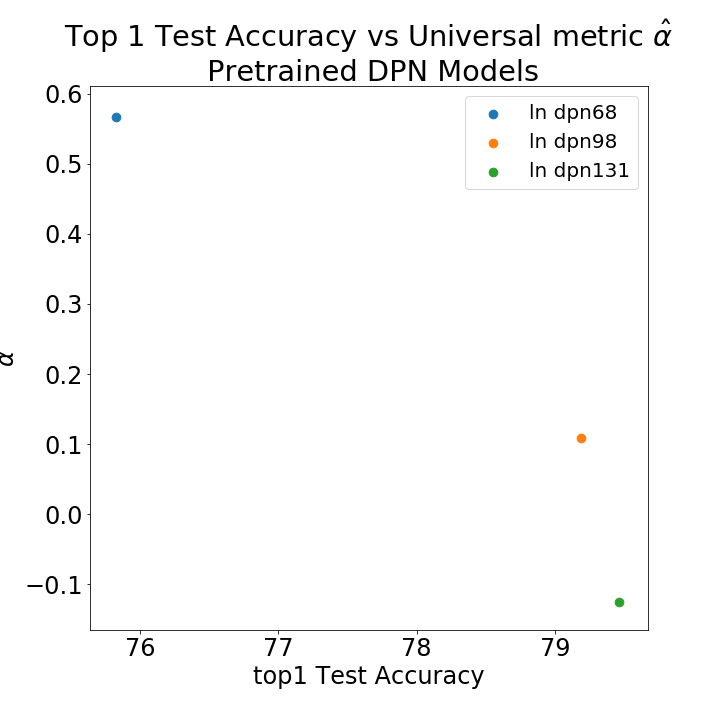 Top 1 Test Accuracy vs Universal metric α̂
Pretrained DPN Models
ln dpn68
ln dpn98
ln dpn131
0.6
0.5
0.4
0.3
0.2
0.1
0.0
−0.1
α
76 77 78 79
top1 Test Accuracy